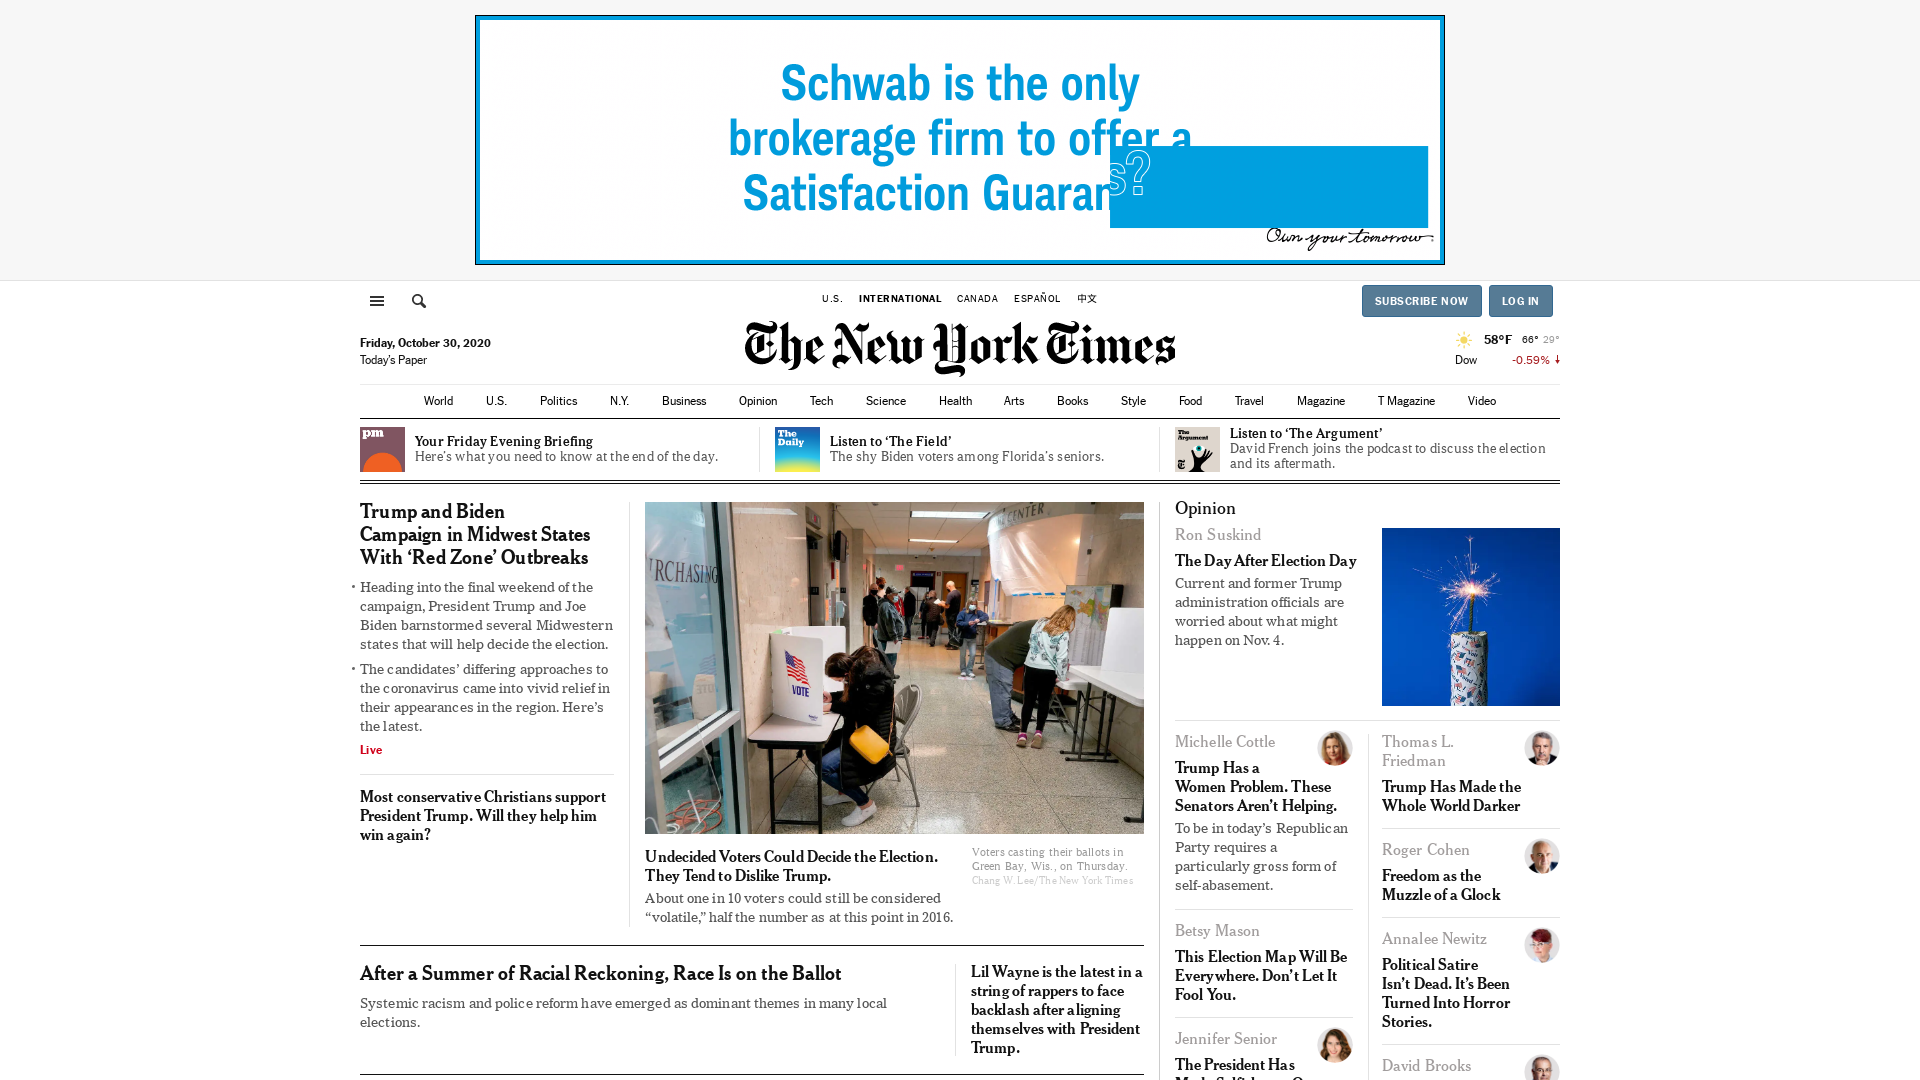 Schwab is the only
brokerage firm to offer a
Satisfaction Guaran
s?
Own your tomorrow.
U.S. INTERNATIONAL CANADA ESPAÑOL 中文
SUBSCRIBE NOW LOG IN
The New York Times
Friday, October 30, 2020
Today's Paper
58°F 66° 29°
Dow -0.59%
World U.S. Politics N.Y. Business Opinion Tech Science Health Arts Books Style Food Travel Magazine T Magazine Video
pm
Your Friday Evening Briefing
Here's what you need to know at the end of the day.
The
Daily
Listen to ‘The Field’
The shy Biden voters among Florida's seniors.
The
Argument
Listen to ‘The Argument’
David French joins the podcast to discuss the election
and its aftermath.
Trump and Biden
Campaign in Midwest States
With ‘Red Zone’ Outbreaks
Heading into the final weekend of the
campaign, President Trump and Joe
Biden barnstormed several Midwestern
states that will help decide the election.
The candidates’ differing approaches to
the coronavirus came into vivid relief in
their appearances in the region. Here's
the latest.
Live
Most conservative Christians support
President Trump. Will they help him
win again?
URCHASING
CENTER
VOTE
Undecided Voters Could Decide the Election.
They Tend to Dislike Trump.
About one in 10 voters could still be considered
“volatile,” half the number as at this point in 2016.
Voters casting their ballots in
Green Bay, Wis., on Thursday.
Chang W. Lee/The New York Times
After a Summer of Racial Reckoning, Race Is on the Ballot
Systemic racism and police reform have emerged as dominant themes in many local
elections.
Lil Wayne is the latest in a
string of rappers to face
backlash after aligning
themselves with President
Trump.
Opinion
Ron Suskind
The Day After Election Day
Current and former Trump
administration officials are
worried about what might
happen on Nov. 4.
Michelle Cottle
Trump Has a
Women Problem. These
Senators Aren't Helping.
To be in today's Republican
Party requires a
particularly gross form of
self-abasement.
Betsy Mason
This Election Map Will Be
Everywhere. Don't Let It
Fool You.
Jennifer Senior
The President Has
Thomas L.
Friedman
Trump Has Made the
Whole World Darker
Roger Cohen
Freedom as the
Muzzle of a Glock
Annalee Newitz
Political Satire
Isn't Dead. It's Been
Turned Into Horror
Stories.
David Brooks